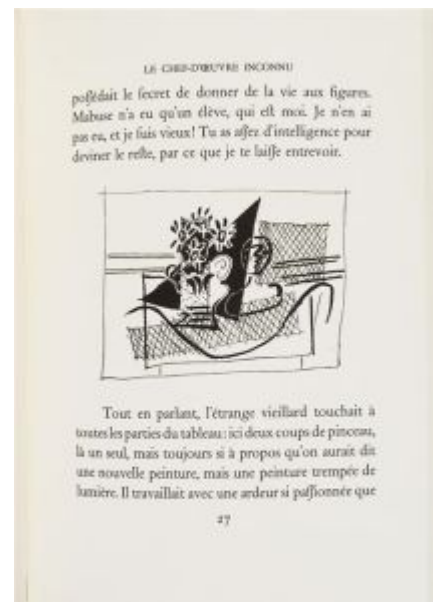 LE CHEF-D'ŒUVRE INCONNU
possédait le secret de donner de la vie aux figures.
Mabuse n'a eu qu'un élève, qui est moi. Je n'en ai
pas eu, et je suis vieux! Tu as assez d'intelligence pour
deviner le reste, par ce que je te laisse entrevoir.
Tout en parlant, l'étrange vieillard touchait à
toutes les parties du tableau : ici deux coups de pinceau,
là un seul, mais toujours si à propos qu'on aurait dit
une nouvelle peinture, mais une peinture trempée de
lumière. Il travaillait avec une ardeur si passionnée que
27